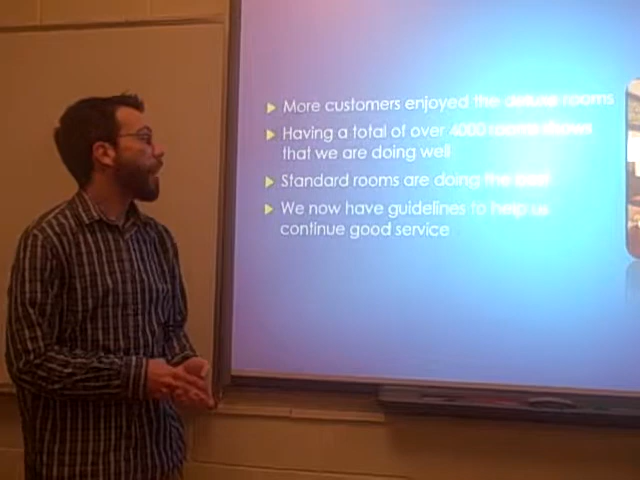 More customers enjoyed the deluxe rooms
Having a total of over 4000 rooms shows
that we are doing well
Standard rooms are doing the best
We now have guidelines to help us
continue good service